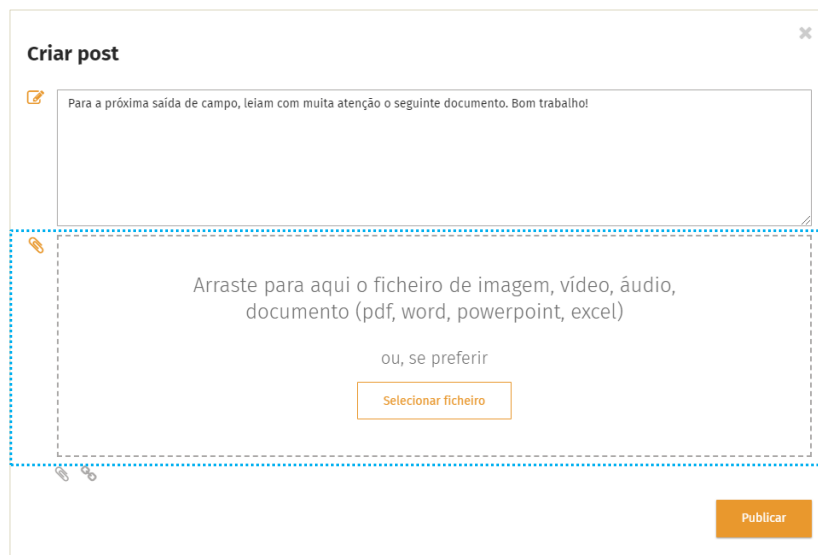 Criar post
Para a próxima saída de campo, leiam com muita atenção o seguinte documento. Bom trabalho!
Arraste para aqui o ficheiro de imagem, vídeo, áudio,
documento (pdf, word, powerpoint, excel)
ou, se preferir
Selecionar ficheiro
Publicar